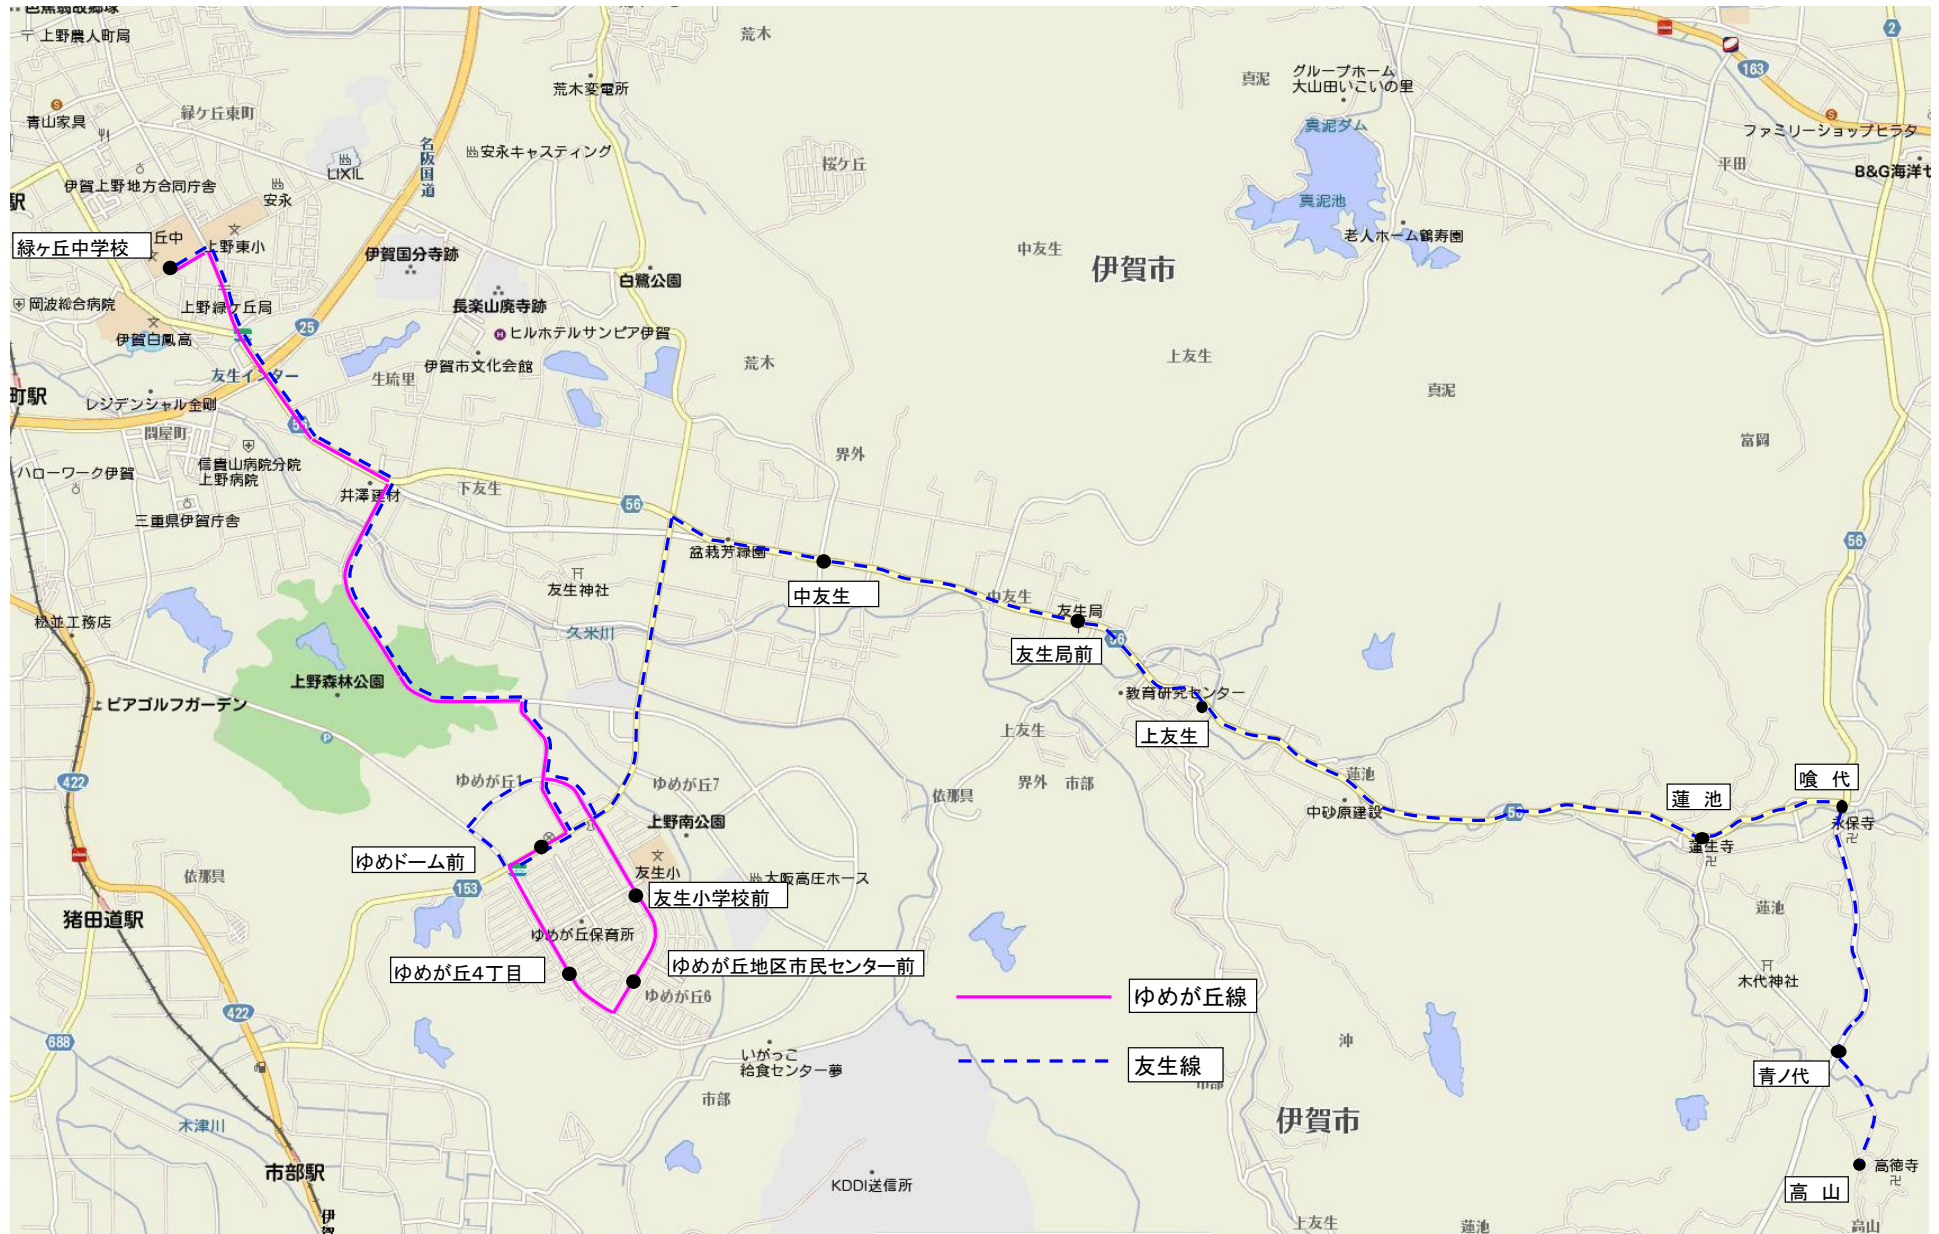 上野農人町局
荒木
2
163
真泥
グループホーム
大山田いこいの里
荒木変電所
青山家具
緑ケ丘東町
名阪国道
真泥ダム
ファミリーショップヒラタ
安永キャスティング
LIXIL
桜ケ丘
平田
B&G海洋セ
伊賀上野地方合同庁舎
安永
駅
真泥池
緑ヶ丘中学校
丘中
上野東小
伊賀国分寺跡
中友生
老人ホーム鶴寿園
伊賀市
白鷺公園
岡波総合病院
上野緑ケ丘局
長楽山廃寺跡
25
ヒルホテルサンピア伊賀
伊賀白鳳高
伊賀市文化会館
荒木
上友生
友生インター
生琉里
真泥
町駅
レジデンシャル金剛
問屋町
富岡
界外
ハローワーク伊賀
信貴山病院分院
上野病院
下友生
井澤建材
56
三重県伊賀庁舎
盆栽芳緑園
56
友生神社
中友生
中友生
友生局
松並工務店
久米川
56
友生局前
上野森林公園
教育研究センター
ピアゴルフガーデン
上友生
上友生
422
ゆめが丘1
ゆめが丘7
界外
市部
蓮池
喰 代
依那具
蓮 池
中砂原建設
56
上野南公園
永保寺
蓮生寺
ゆめドーム前
友生小
依那具
153
大阪高圧ホース
友生小学校前
猪田道駅
蓮池
ゆめが丘保育所
ゆめが丘4丁目
ゆめが丘地区市民センター前
木代神社
ゆめが丘6
ゆめが丘線
422
688
沖
いがっこ
給食センター夢
友生線
青ノ代
市部
市部
木津川
伊賀市
市部駅
高徳寺
KDDI送信所
高 山
伊賀
上友生
蓮池
高山